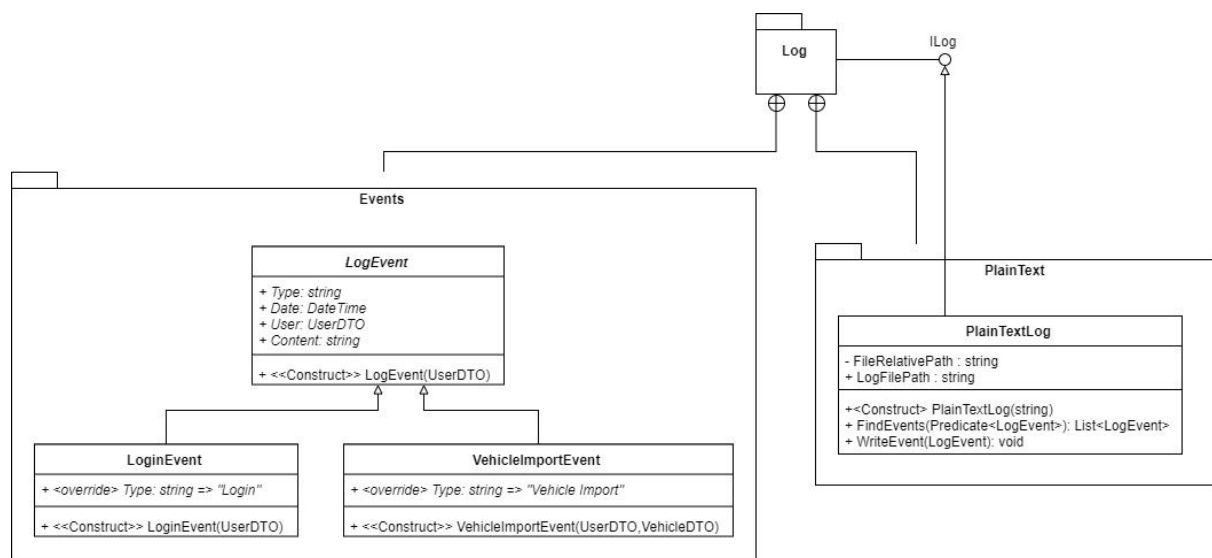 Log
ILog
Events
LogEvent
+ Type: string
+ Date: DateTime
+ User: UserDTO
+ Content: string
+ <<Construct>> LogEvent(UserDTO)
LoginEvent
+ <override> Type: string => "Login"
+ <<Construct>> LoginEvent(UserDTO)
VehicleImportEvent
+ <override> Type: string => "Vehicle Import"
+ <<Construct>> VehicleImportEvent(UserDTO,VehicleDTO)
PlainText
PlainTextLog
- FileRelativePath : string
+ LogFilePath : string
+<Construct> PlainTextLog(string)
+ FindEvents(Predicate<LogEvent>): List<LogEvent>
+ WriteEvent(LogEvent): void